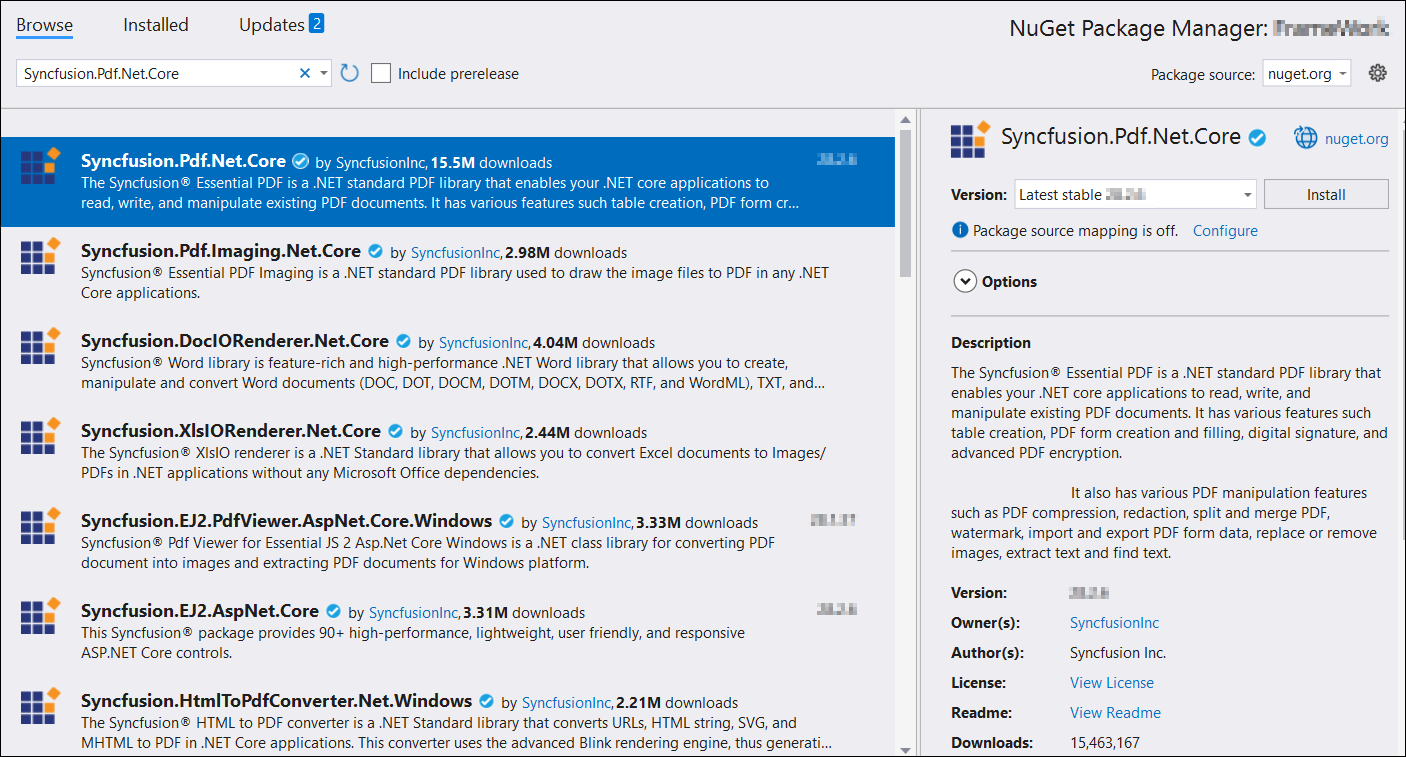 Browse Installed Updates 2
NuGet Package Manager:
Syncfusion.Pdf.Net.Core
Include prerelease
Package source: nuget.org
Syncfusion.Pdf.Net.Core by SyncfusionInc, 15.5M downloads
The Syncfusion® Essential PDF is a .NET standard PDF library that enables your .NET core applications to
read, write, and manipulate existing PDF documents. It has various features such table creation, PDF form cr...
Syncfusion.Pdf.Imaging.Net.Core by SyncfusionInc, 2.98M downloads
Syncfusion® Essential PDF Imaging is a .NET standard PDF library used to draw the image files to PDF in any .NET
Core applications.
Syncfusion.DocIORenderer.Net.Core by SyncfusionInc, 4.04M downloads
Syncfusion® Word library is feature-rich and high-performance .NET Word library that allows you to create,
manipulate and convert Word documents (DOC, DOT, DOCM, DOTM, DOCX, DOTX, RTF, and WordML), TXT, and...
Syncfusion.XlsIORenderer.Net.Core by SyncfusionInc, 2.44M downloads
The Syncfusion® XlsIO renderer is a .NET Standard library that allows you to convert Excel documents to Images/
PDFs in .NET applications without any Microsoft Office dependencies.
Syncfusion.EJ2.PdfViewer.AspNet.Core.Windows by SyncfusionInc, 3.33M downloads
Syncfusion® Pdf Viewer for Essential JS 2 Asp.Net Core Windows is a .NET class library for converting PDF
document into images and extracting PDF documents for Windows platform.
Syncfusion.EJ2.AspNet.Core by SyncfusionInc, 3.31M downloads
This Syncfusion® package provides 90+ high-performance, lightweight, user friendly, and responsive
ASP.NET Core controls.
Syncfusion.HtmlToPdfConverter.Net.Windows by SyncfusionInc, 2.21M downloads
The Syncfusion® HTML to PDF converter is a .NET Standard library that converts URLs, HTML string, SVG, and
MHTML to PDF in .NET Core applications. This converter uses the advanced Blink rendering engine, thus generati...
Syncfusion.Pdf.Net.Core nuget.org
Version: Latest stable Install
Package source mapping is off. Configure
Options
Description
The Syncfusion® Essential PDF is a .NET standard PDF library that
enables your .NET core applications to read, write, and
manipulate existing PDF documents. It has various features such
table creation, PDF form creation and filling, digital signature, and
advanced PDF encryption.
It also has various PDF manipulation features
such as PDF compression, redaction, split and merge PDF,
watermark, import and export PDF form data, replace or remove
images, extract text and find text.
Version:
Owner(s): SyncfusionInc
Author(s): Syncfusion Inc.
License: View License
Readme: View Readme
Downloads: 15,463,167